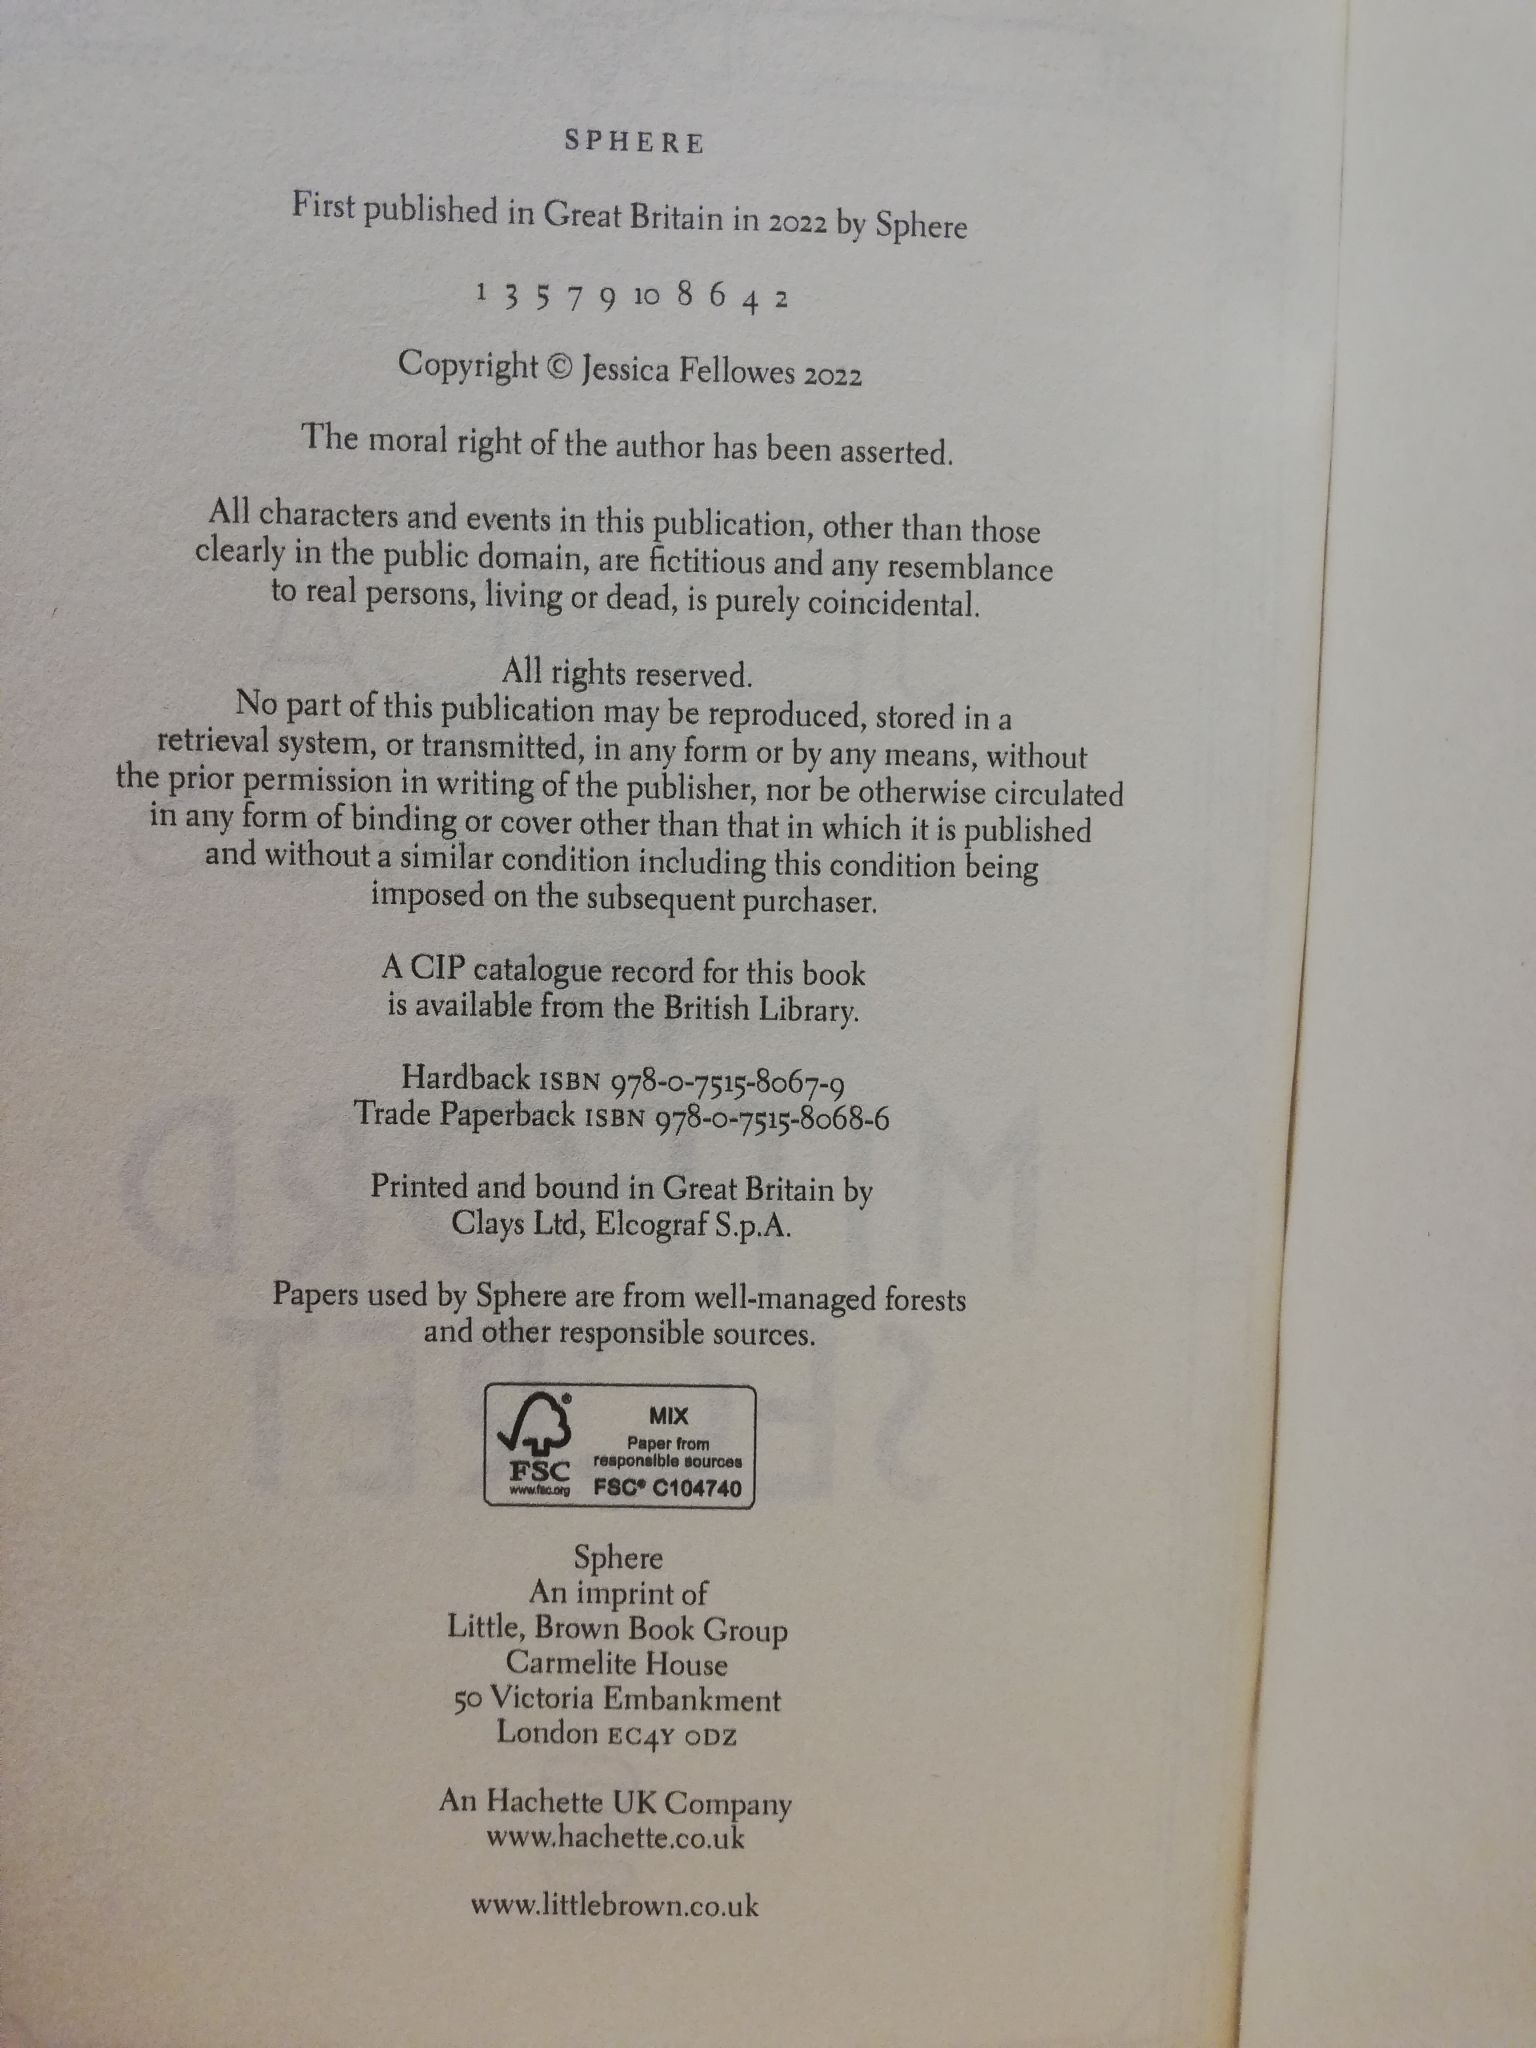 SPHERE
First published in Great Britain in 2022 by Sphere
1 3 5 7 9 10 8 6 4 2
Copyright © Jessica Fellowes 2022
The moral right of the author has been asserted.
All characters and events in this publication, other than those
clearly in the public domain, are fictitious and any resemblance
to real persons, living or dead, is purely coincidental.
All rights reserved.
No part of this publication may be reproduced, stored in a
retrieval system, or transmitted, in any form or by any means, without
the prior permission in writing of the publisher, nor be otherwise circulated
in any form of binding or cover other than that in which it is published
and without a similar condition including this condition being
imposed on the subsequent purchaser.
A CIP catalogue record for this book
is available from the British Library.
Hardback ISBN 978-0-7515-8067-9
Trade Paperback ISBN 978-0-7515-8068-6
Printed and bound in Great Britain by
Clays Ltd, Elcograf S.p.A.
Papers used by Sphere are from well-managed forests
and other responsible sources.
FSC
www.fsc.org
MIX
Paper from
responsible sources
FSC® C104740
Sphere
An imprint of
Little, Brown Book Group
Carmelite House
50 Victoria Embankment
London EC4Y 0DZ
An Hachette UK Company
www.hachette.co.uk
www.littlebrown.co.uk